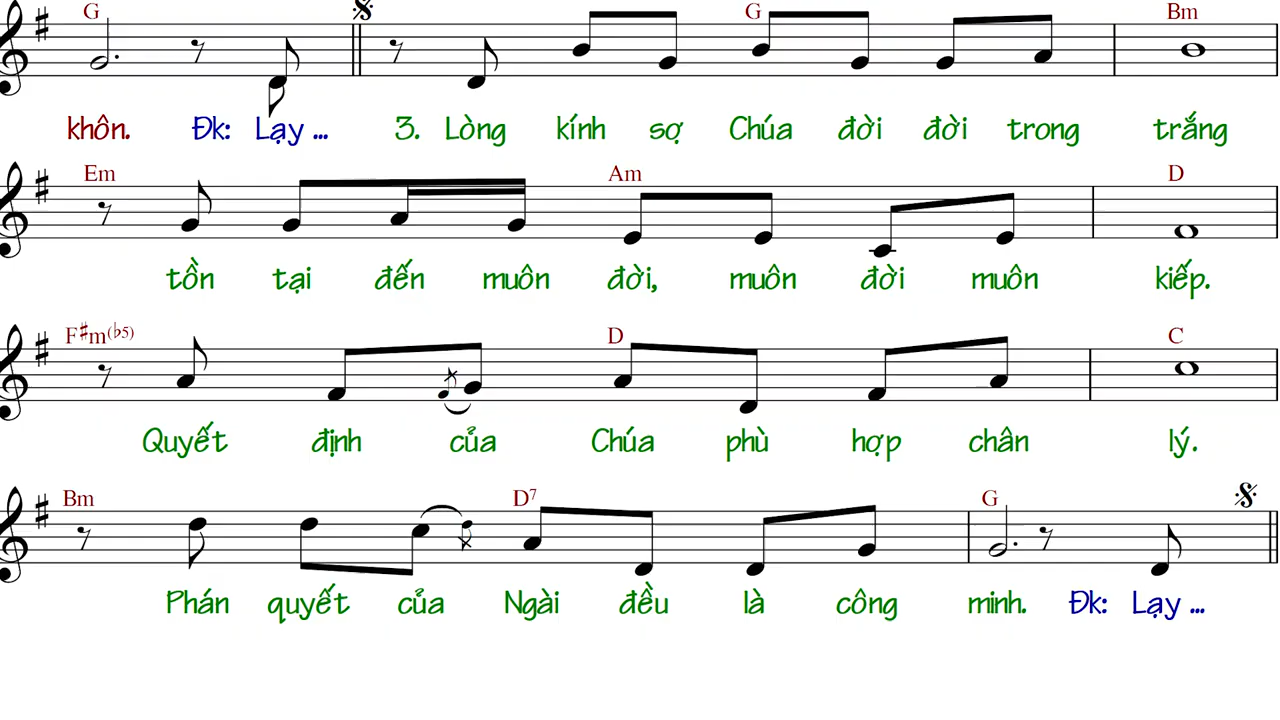 G G Bm
khôn. Đk: Lạy ... 3. Lòng kính sợ Chúa đời đời trong trắng
Em Am D
tồn tại đến muôn đời, muôn đời muôn kiếp.
F#m(b5) D C
Quyết định của Chúa phù hợp chân lý.
Bm D7 G
Phán quyết của Ngài đều là công minh. Đk: Lạy ...